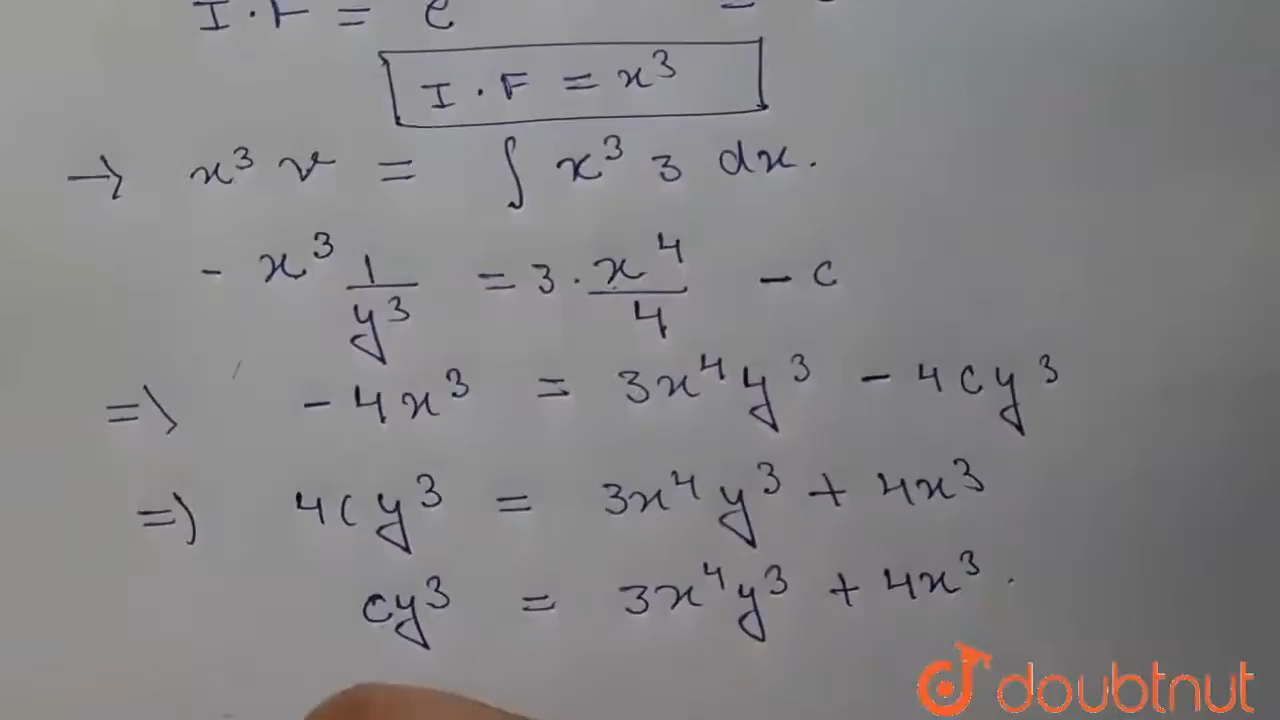 I.F = e =
I.F = x³
→ x³ v = ∫ x³ 3 dx.
- x³ 1/y³ = 3 . x⁴/4 - c
=> - 4x³ = 3x⁴y³ - 4cy³
=> 4cy³ = 3x⁴y³ + 4x³
cy³ = 3x⁴y³ + 4x³.
doubtnut